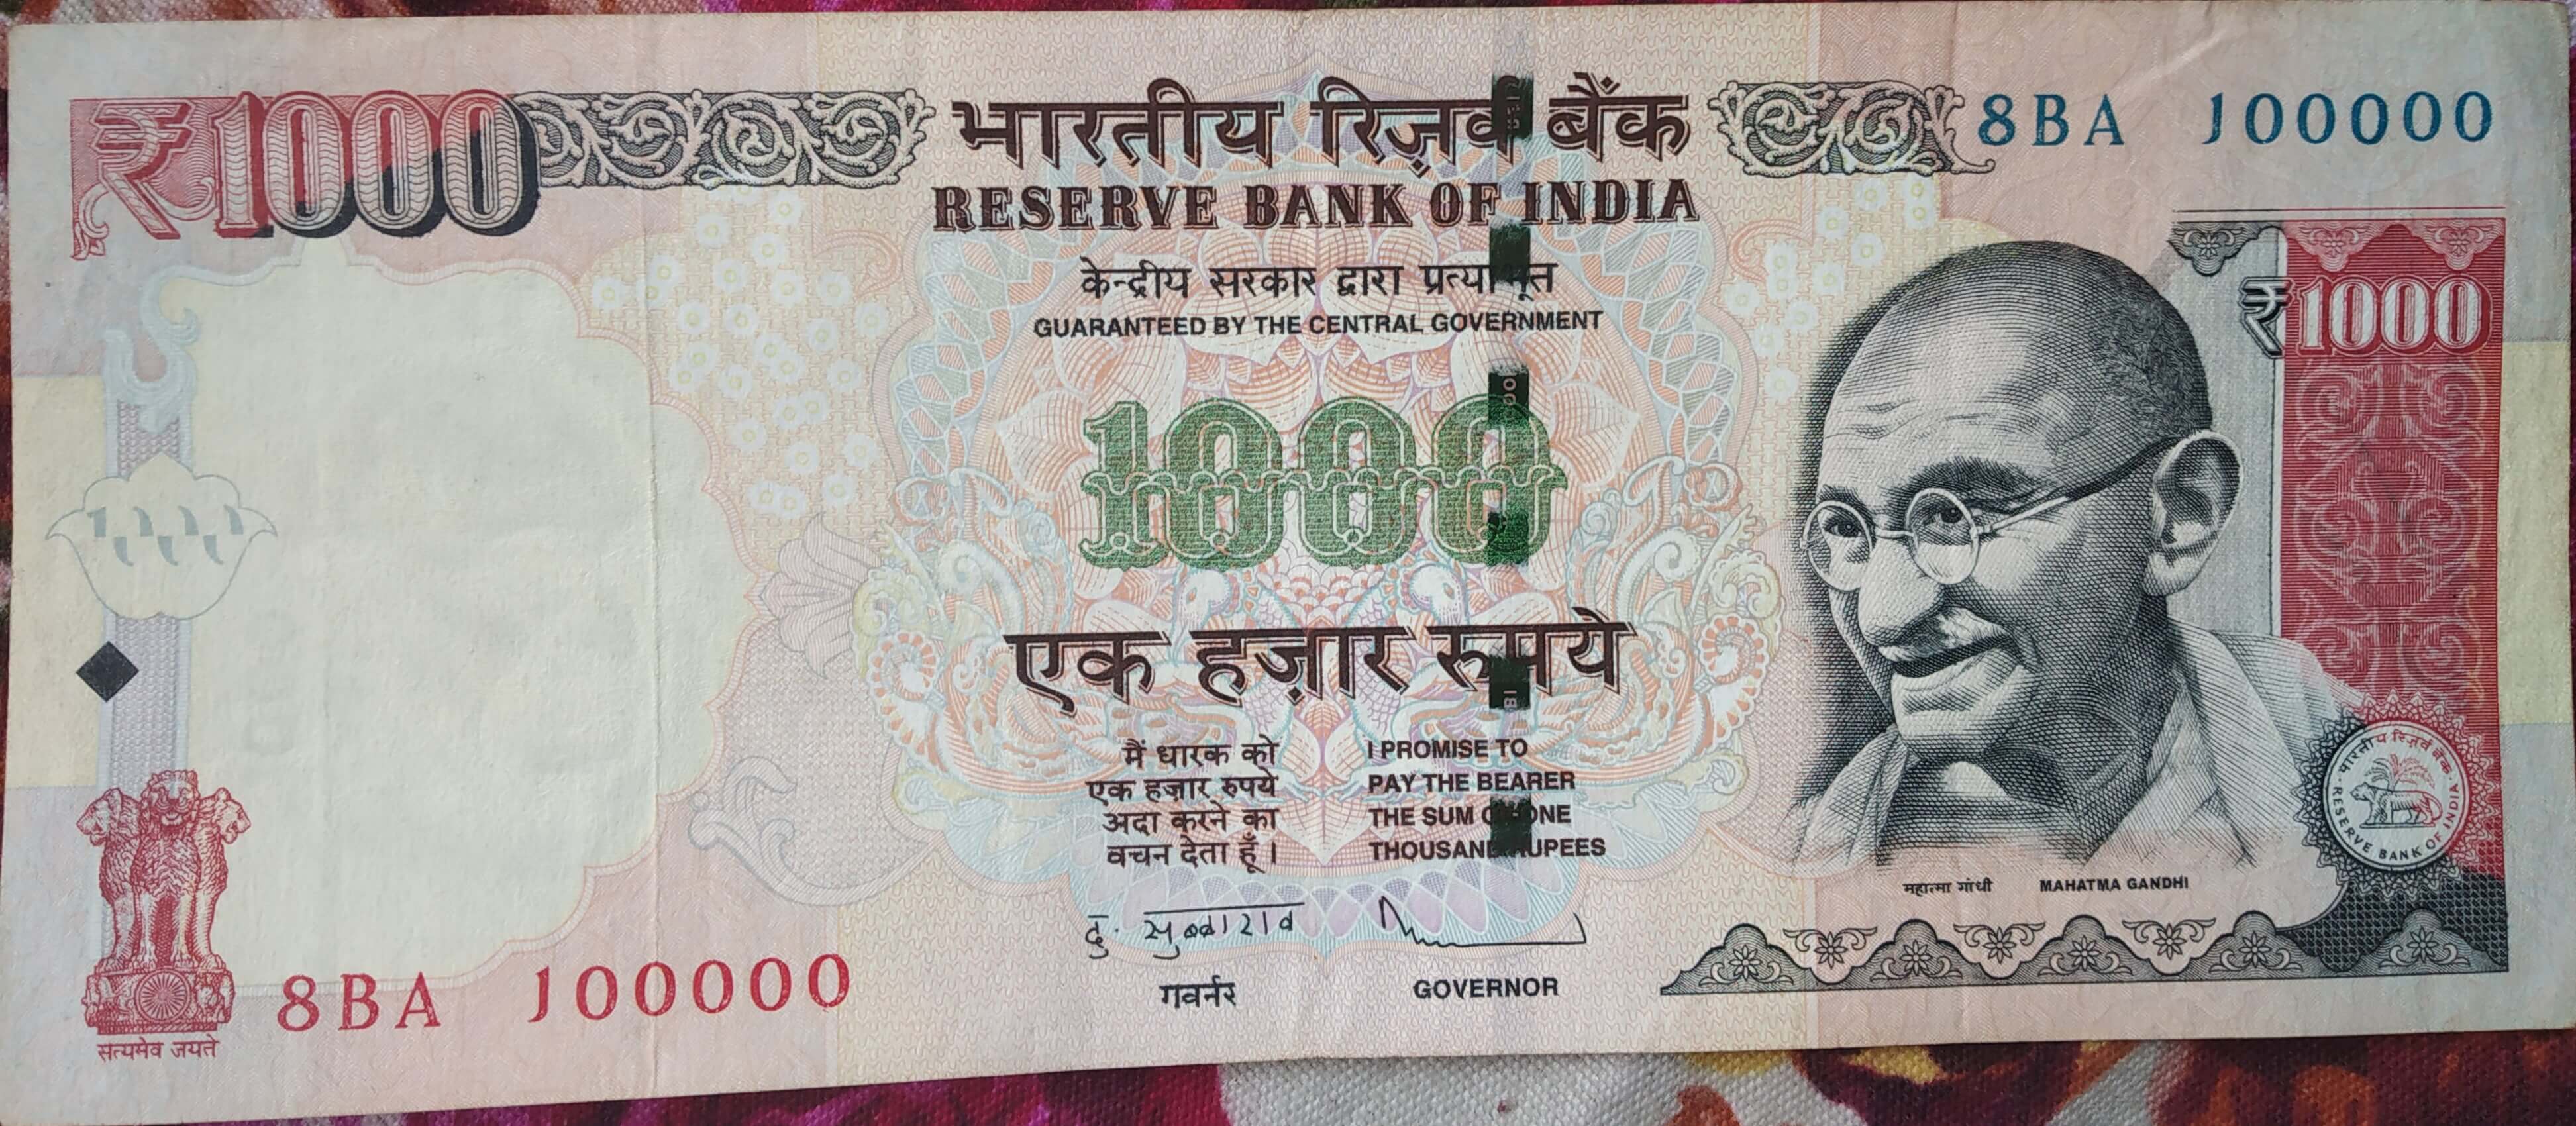 ₹1000
भारतीय रिज़र्व बैंक
8BA 100000
RESERVE BANK OF INDIA
केन्द्रीय सरकार द्वारा प्रत्याभूत
GUARANTEED BY THE CENTRAL GOVERNMENT
₹1000
1000
एक हज़ार रुपये
मैं धारक को
एक हज़ार रुपये
अदा करने का
वचन देता हूँ।
I PROMISE TO
PAY THE BEARER
THE SUM OF ONE
THOUSAND RUPEES
दु. सुब्बाराव
गवर्नर
GOVERNOR
महात्मा गांधी MAHATMA GANDHI
भारतीय रिज़र्व बैंक
RESERVE BANK OF INDIA
8BA 100000
सत्यमेव जयते